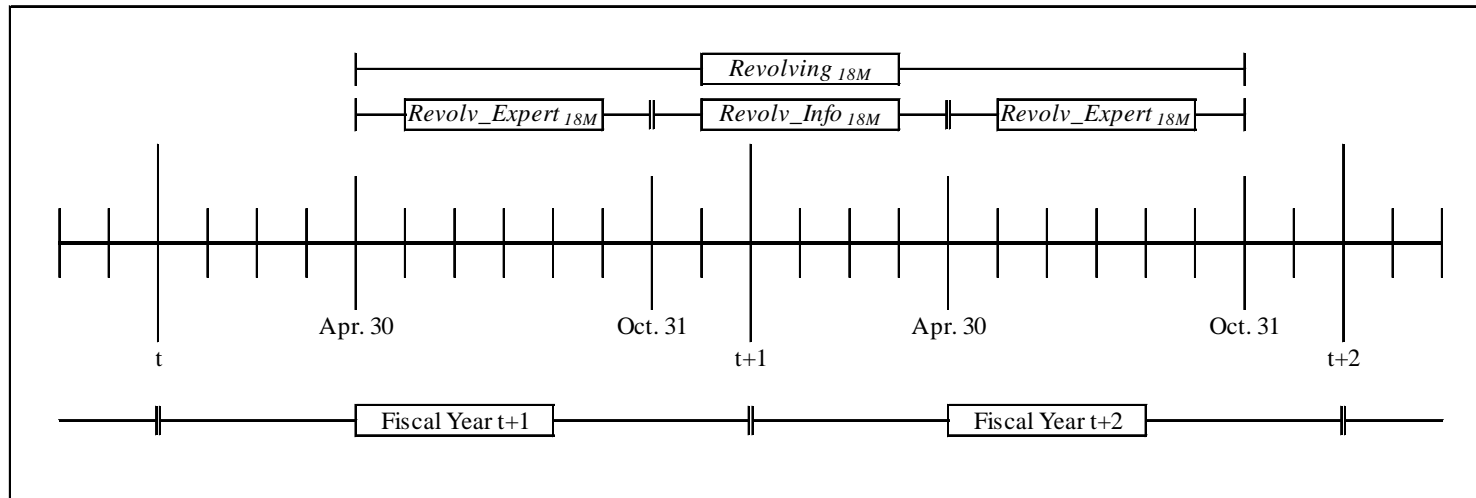 Revolving 18M
Revolv_Expert 18M Revolv_Info 18M Revolv_Expert 18M
Apr. 30 Oct. 31 Apr. 30 Oct. 31
t t+1 t+2
Fiscal Year t+1 Fiscal Year t+2